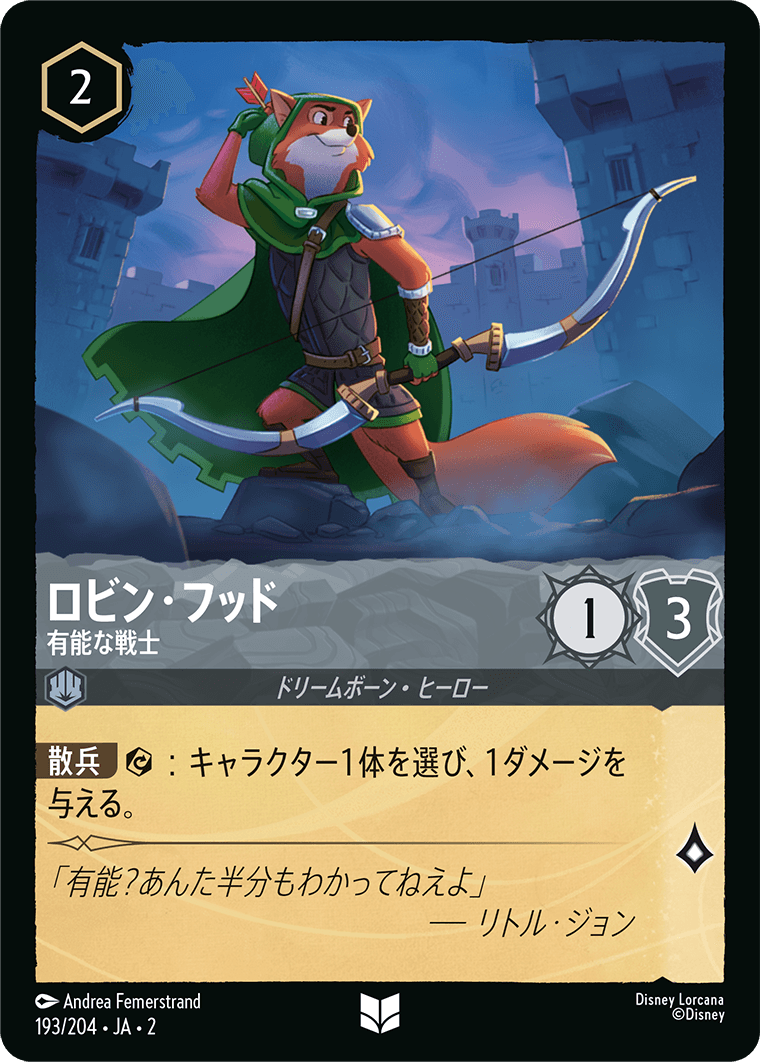 2
ロビン・フッド
有能な戦士
1
3
ドリームボーン・ヒーロー
散兵 : キャラクター1体を選び、1ダメージを
与える。
「有能?あんた半分もわかってねえよ」
— リトル・ジョン
Andrea Femerstrand
193/204・JA・2
Disney Lorcana
©Disney